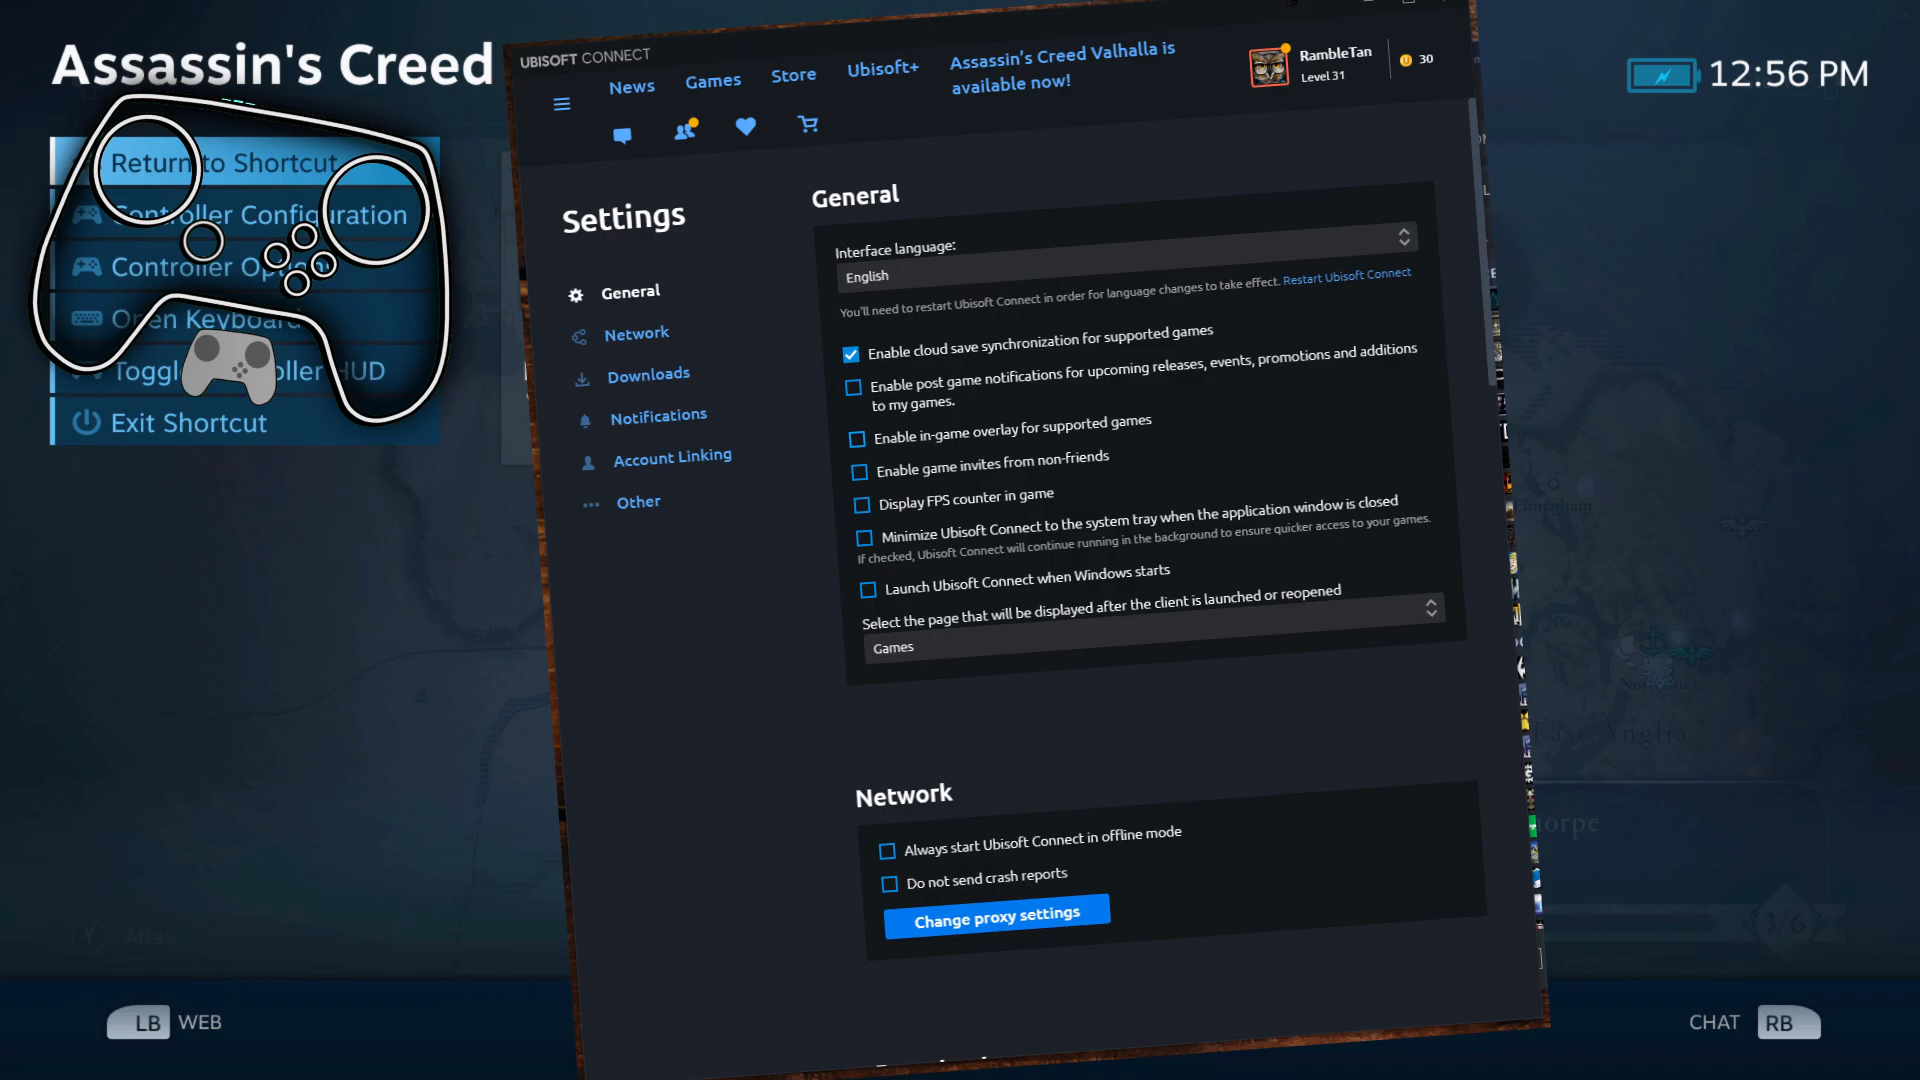 Assassin's Creed
Return to Shortcut
Controller Configuration
Controller Options
Open Keyboard
Exit Shortcut
LB WEB
UBISOFT CONNECT
News Games Store Ubisoft+
Assassin's Creed Valhalla is
available now!
RambleTan
Level 31
30
Settings
General
Network
Downloads
Notifications
Account Linking
Other
General
Interface language:
English
You'll need to restart Ubisoft Connect in order for language changes to take effect. Restart Ubisoft Connect
Enable cloud save synchronization for supported games
Enable post game notifications for upcoming releases, events, promotions and additions
to my games.
Enable in-game overlay for supported games
Enable game invites from non-friends
Display FPS counter in game
Minimize Ubisoft Connect to the system tray when the application window is closed
If checked, Ubisoft Connect will continue running in the background to ensure quicker access to your games.
Launch Ubisoft Connect when Windows starts
Select the page that will be displayed after the client is launched or reopened
Games
Network
Always start Ubisoft Connect in offline mode
Do not send crash reports
Change proxy settings
12:56 PM
Elmenham
East Anglia
3/6
Y Atlas
CHAT RB